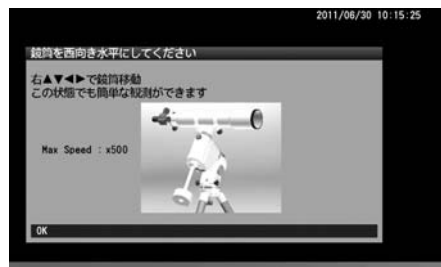 2011/06/30 10:15:25
鏡筒を西向き水平にしてください
右▲▼◀▶で鏡筒移動
この状態でも簡単な観測ができます
Max Speed : x500
OK